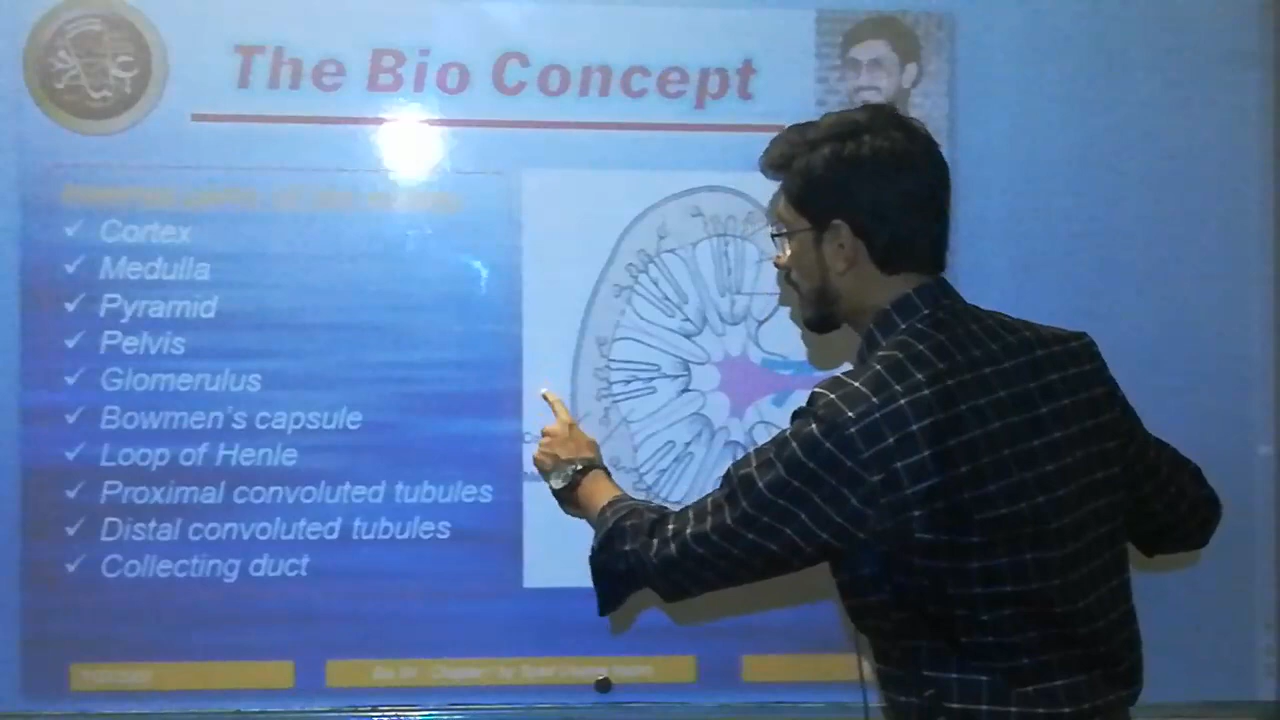 The Bio Concept
✓ Cortex
✓ Medulla
✓ Pyramid
✓ Pelvis
✓ Glomerulus
✓ Bowmen's capsule
✓ Loop of Henle
✓ Proximal convoluted tubules
✓ Distal convoluted tubules
✓ Collecting duct